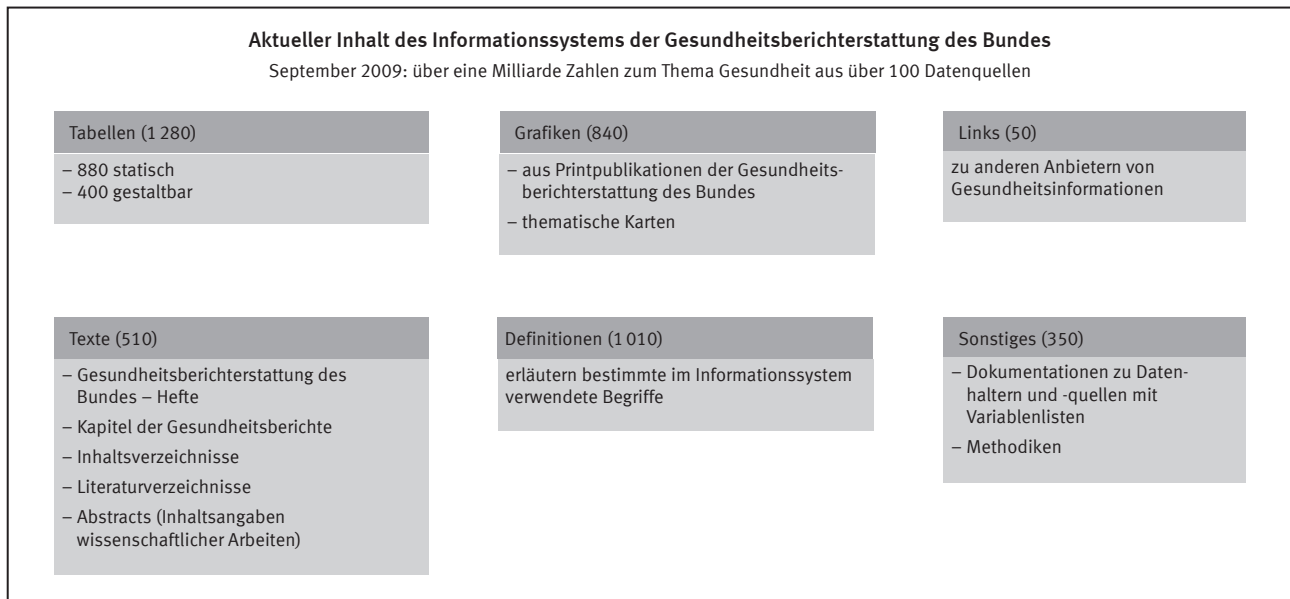 Aktueller Inhalt des Informationssystems der Gesundheitsberichterstattung des Bundes
September 2009: über eine Milliarde Zahlen zum Thema Gesundheit aus über 100 Datenquellen
Tabellen (1 280)
– 880 statisch
– 400 gestaltbar
Grafiken (840)
– aus Printpublikationen der Gesundheits-
berichterstattung des Bundes
– thematische Karten
Links (50)
zu anderen Anbietern von
Gesundheitsinformationen
Texte (510)
– Gesundheitsberichterstattung des
Bundes – Hefte
– Kapitel der Gesundheitsberichte
– Inhaltsverzeichnisse
– Literaturverzeichnisse
– Abstracts (Inhaltsangaben
wissenschaftlicher Arbeiten)
Definitionen (1 010)
erläutern bestimmte im Informationssystem
verwendete Begriffe
Sonstiges (350)
– Dokumentationen zu Daten-
haltern und -quellen mit
Variablenlisten
– Methodiken